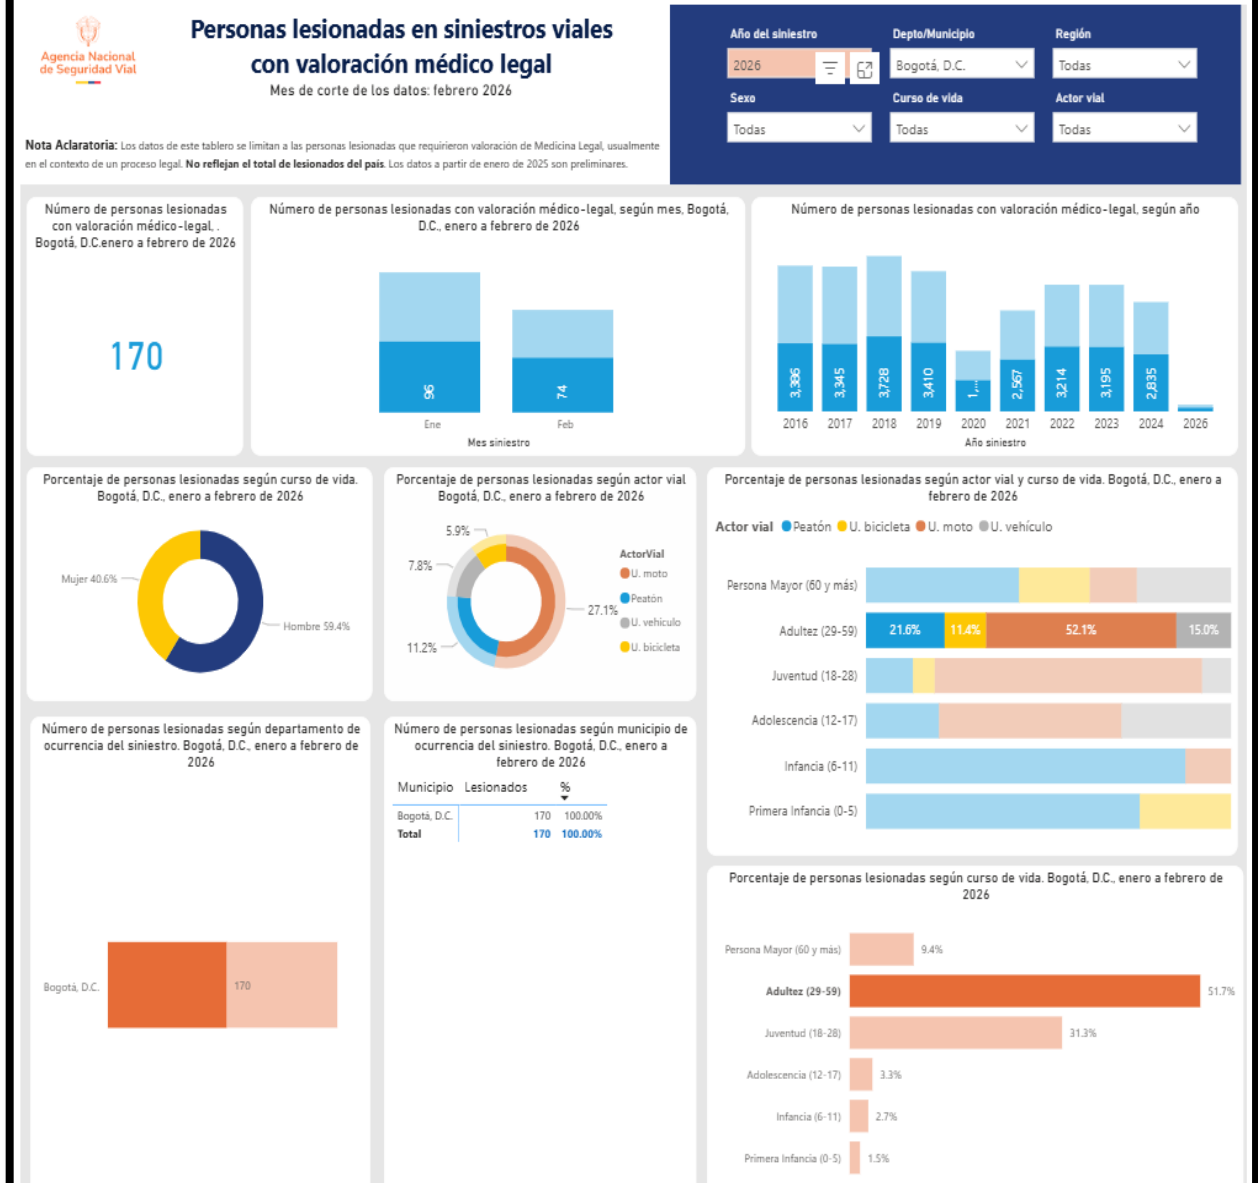 Agencia Nacional
de Seguridad Vial
Personas lesionadas en siniestros viales
con valoración médico legal
Mes de corte de los datos: febrero 2026
Nota Aclaratoria: Los datos de este tablero se limitan a las personas lesionadas que requirieron valoración de Medicina Legal, usualmente
en el contexto de un proceso legal. No reflejan el total de lesionados del país. Los datos a partir de enero de 2025 son preliminares.
Año del siniestro
Depto/Municipio
Región
2026
Bogotá, D.C.
Todas
Sexo
Curso de vida
Actor vial
Todas
Todas
Todas
Número de personas lesionadas
con valoración médico-legal, .
Bogotá, D.C.enero a febrero de 2026
170
Número de personas lesionadas con valoración médico-legal, según mes, Bogotá,
D.C., enero a febrero de 2026
96
74
Ene
Feb
Mes siniestro
Número de personas lesionadas con valoración médico-legal, según año
3,386
3,345
3,728
3,410
1,...
2,567
3,214
3,195
2,835
2016
2017
2018
2019
2020
2021
2022
2023
2024
2026
Año siniestro
Porcentaje de personas lesionadas según curso de vida.
Bogotá, D.C., enero a febrero de 2026
Mujer 40.6%
Hombre 59.4%
Porcentaje de personas lesionadas según actor vial
Bogotá, D.C., enero a febrero de 2026
5.9%
7.8%
11.2%
27.1%
ActorVial
U. moto
Peatón
U. vehiculo
U. bicicleta
Porcentaje de personas lesionadas según actor vial y curso de vida. Bogotá, D.C., enero a
febrero de 2026
Actor vial Peatón U. bicicleta U. moto U. vehículo
Persona Mayor (60 y más)
Adultez (29-59)
21.6%
11.4%
52.1%
15.0%
Juventud (18-28)
Adolescencia (12-17)
Infancia (6-11)
Primera Infancia (0-5)
Número de personas lesionadas según departamento de
ocurrencia del siniestro. Bogotá, D.C., enero a febrero de
2026
Bogotá, D.C.
170
Número de personas lesionadas según municipio de
ocurrencia del siniestro. Bogotá, D.C., enero a
febrero de 2026
Municipio Lesionados %
Bogotá, D.C. 170 100.00%
Total 170 100.00%
Porcentaje de personas lesionadas según curso de vida. Bogotá, D.C., enero a febrero de
2026
Persona Mayor (60 y más) 9.4%
Adultez (29-59) 51.7%
Juventud (18-28) 31.3%
Adolescencia (12-17) 3.3%
Infancia (6-11) 2.7%
Primera Infancia (0-5) 1.5%